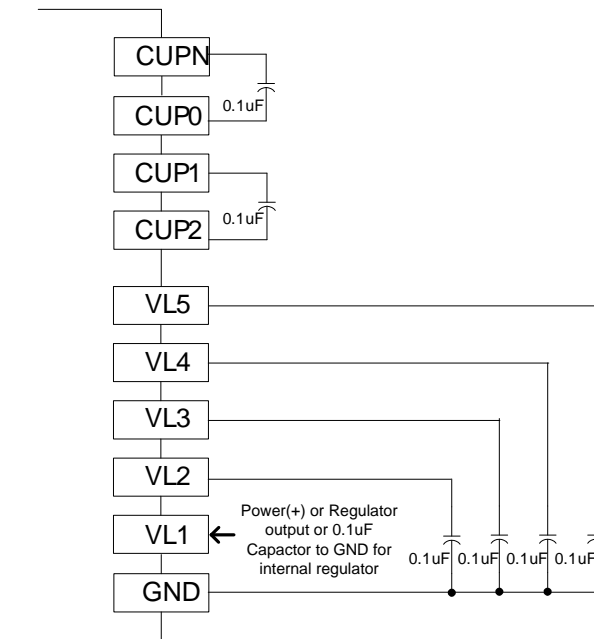 CUPN
0.1uF
CUP0
CUP1
0.1uF
CUP2
VL5
VL4
VL3
VL2
VL1
Power(+) or Regulator
output or 0.1uF
Capactor to GND for
internal regulator
0.1uF 0.1uF 0.1uF 0.1uF
GND